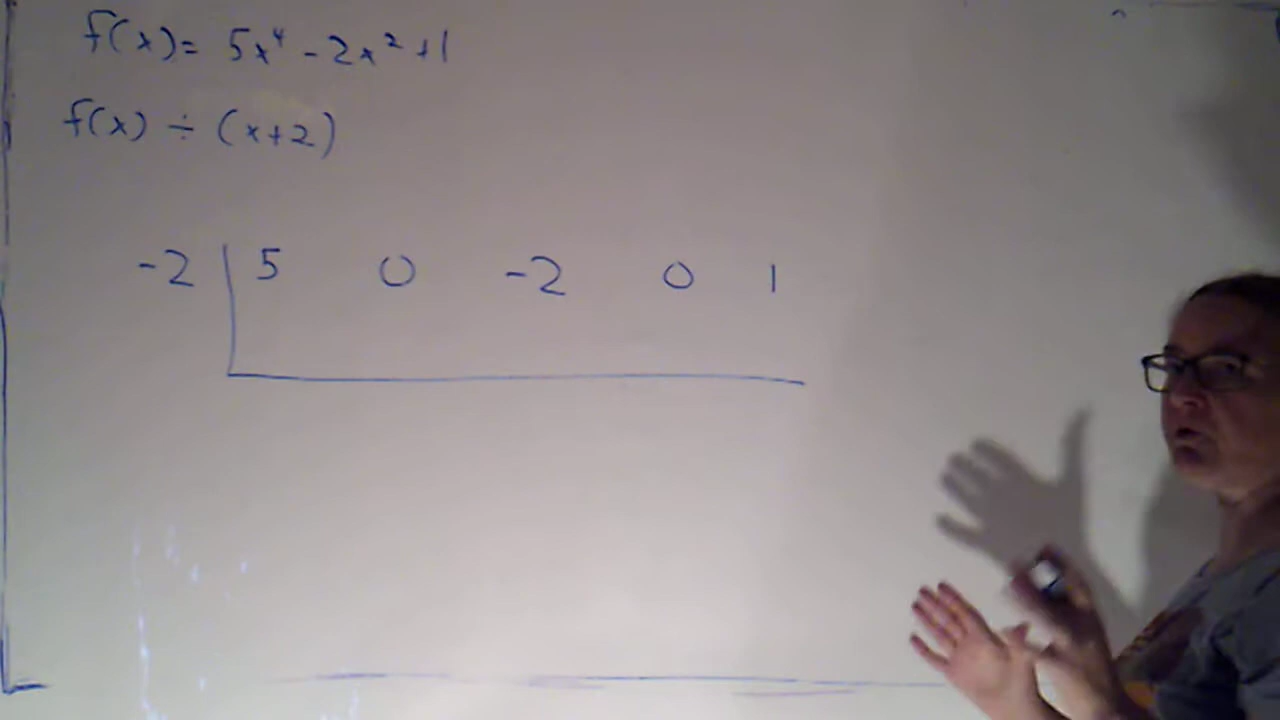 f(x) = 5x⁴ - 2x² + 1
f(x) ÷ (x+2)
-2 | 5 0 -2 0 1